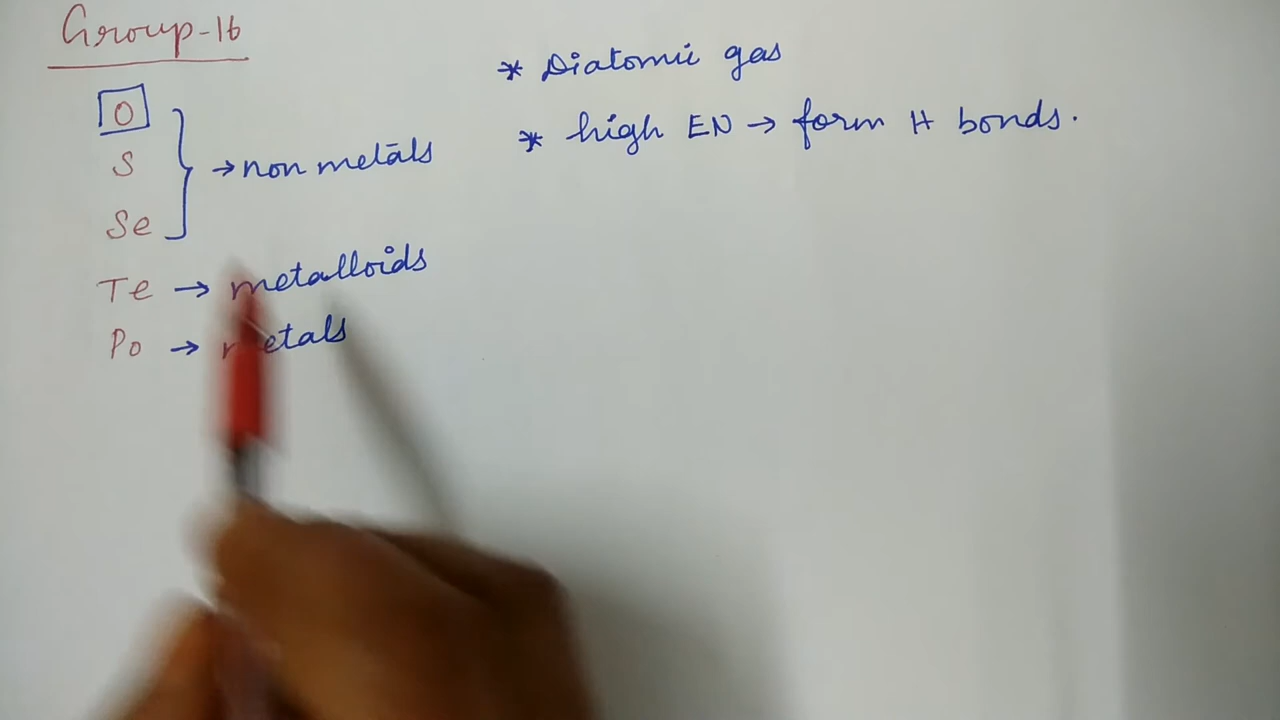 Group-16
O
S
Se
→ non metals
Te → metalloids
Po → metals
* Diatomic gas
* high EN → form H bonds.